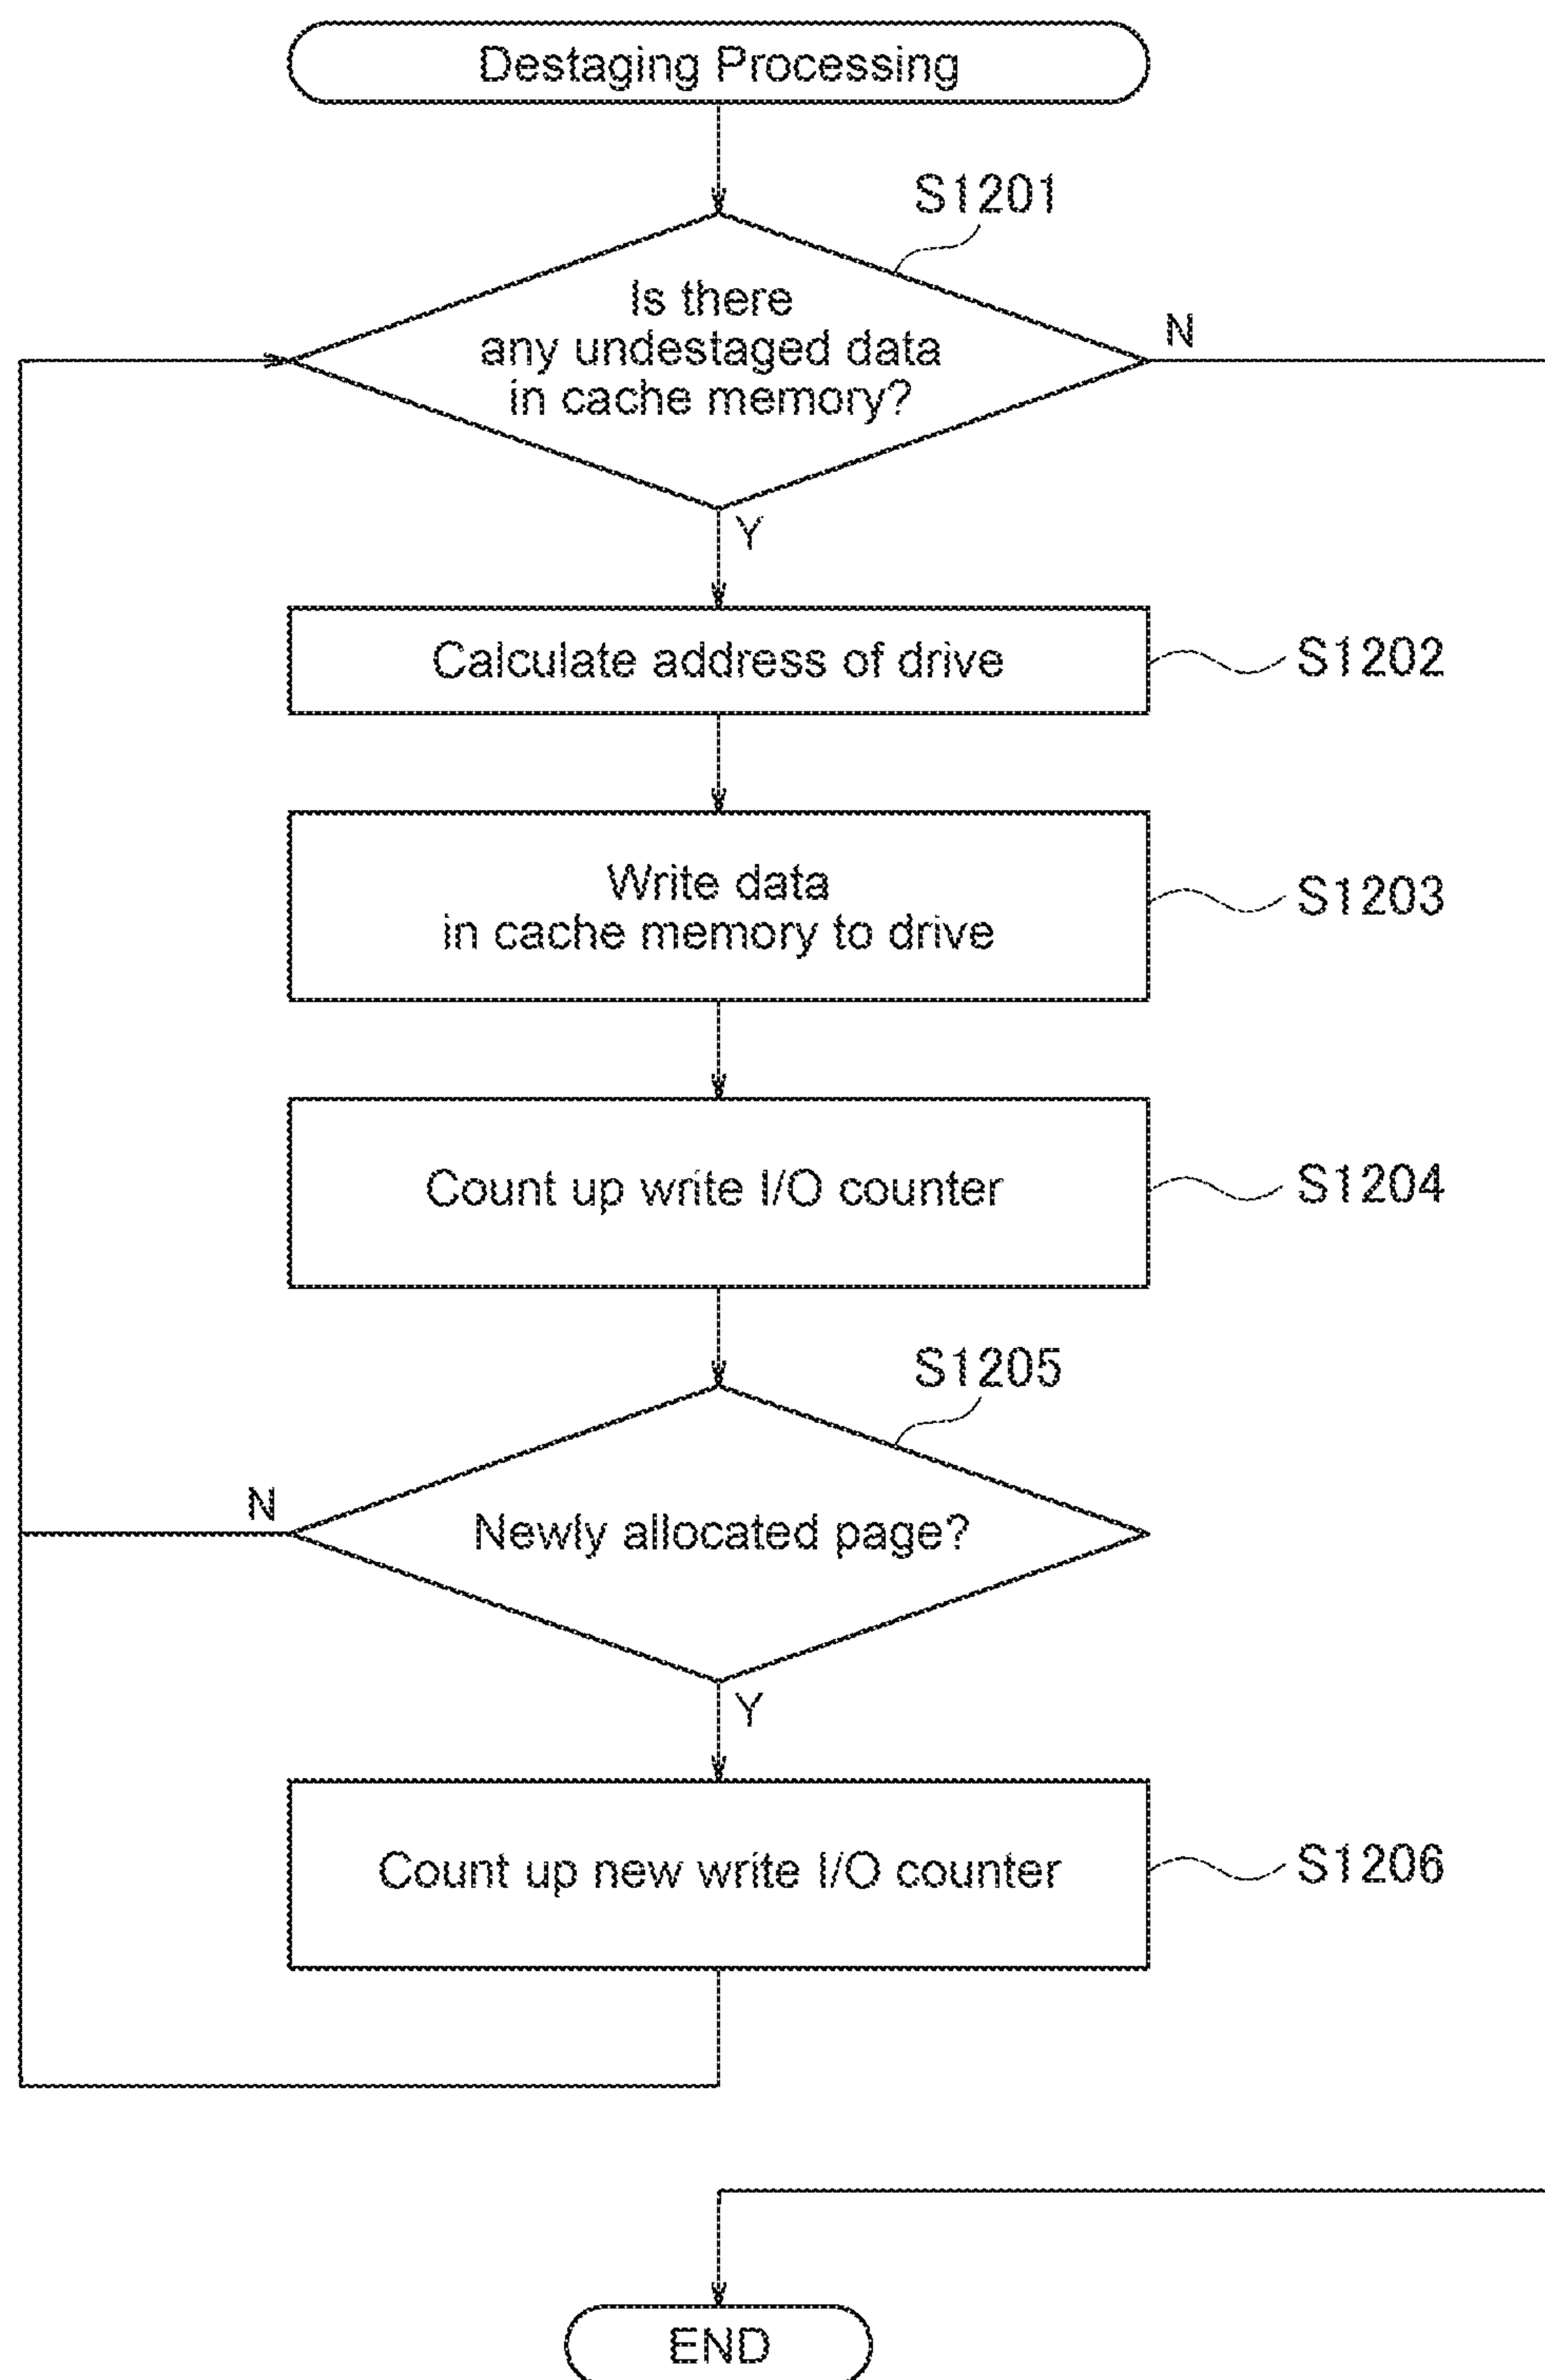 Destaging Processing
S1201
Is there
any undestaged data
in cache memory?
N
Y
Calculate address of drive
S1202
Write data
in cache memory to drive
S1203
Count up write I/O counter
S1204
S1205
N
Newly allocated page?
Y
Count up new write I/O counter
S1206
END